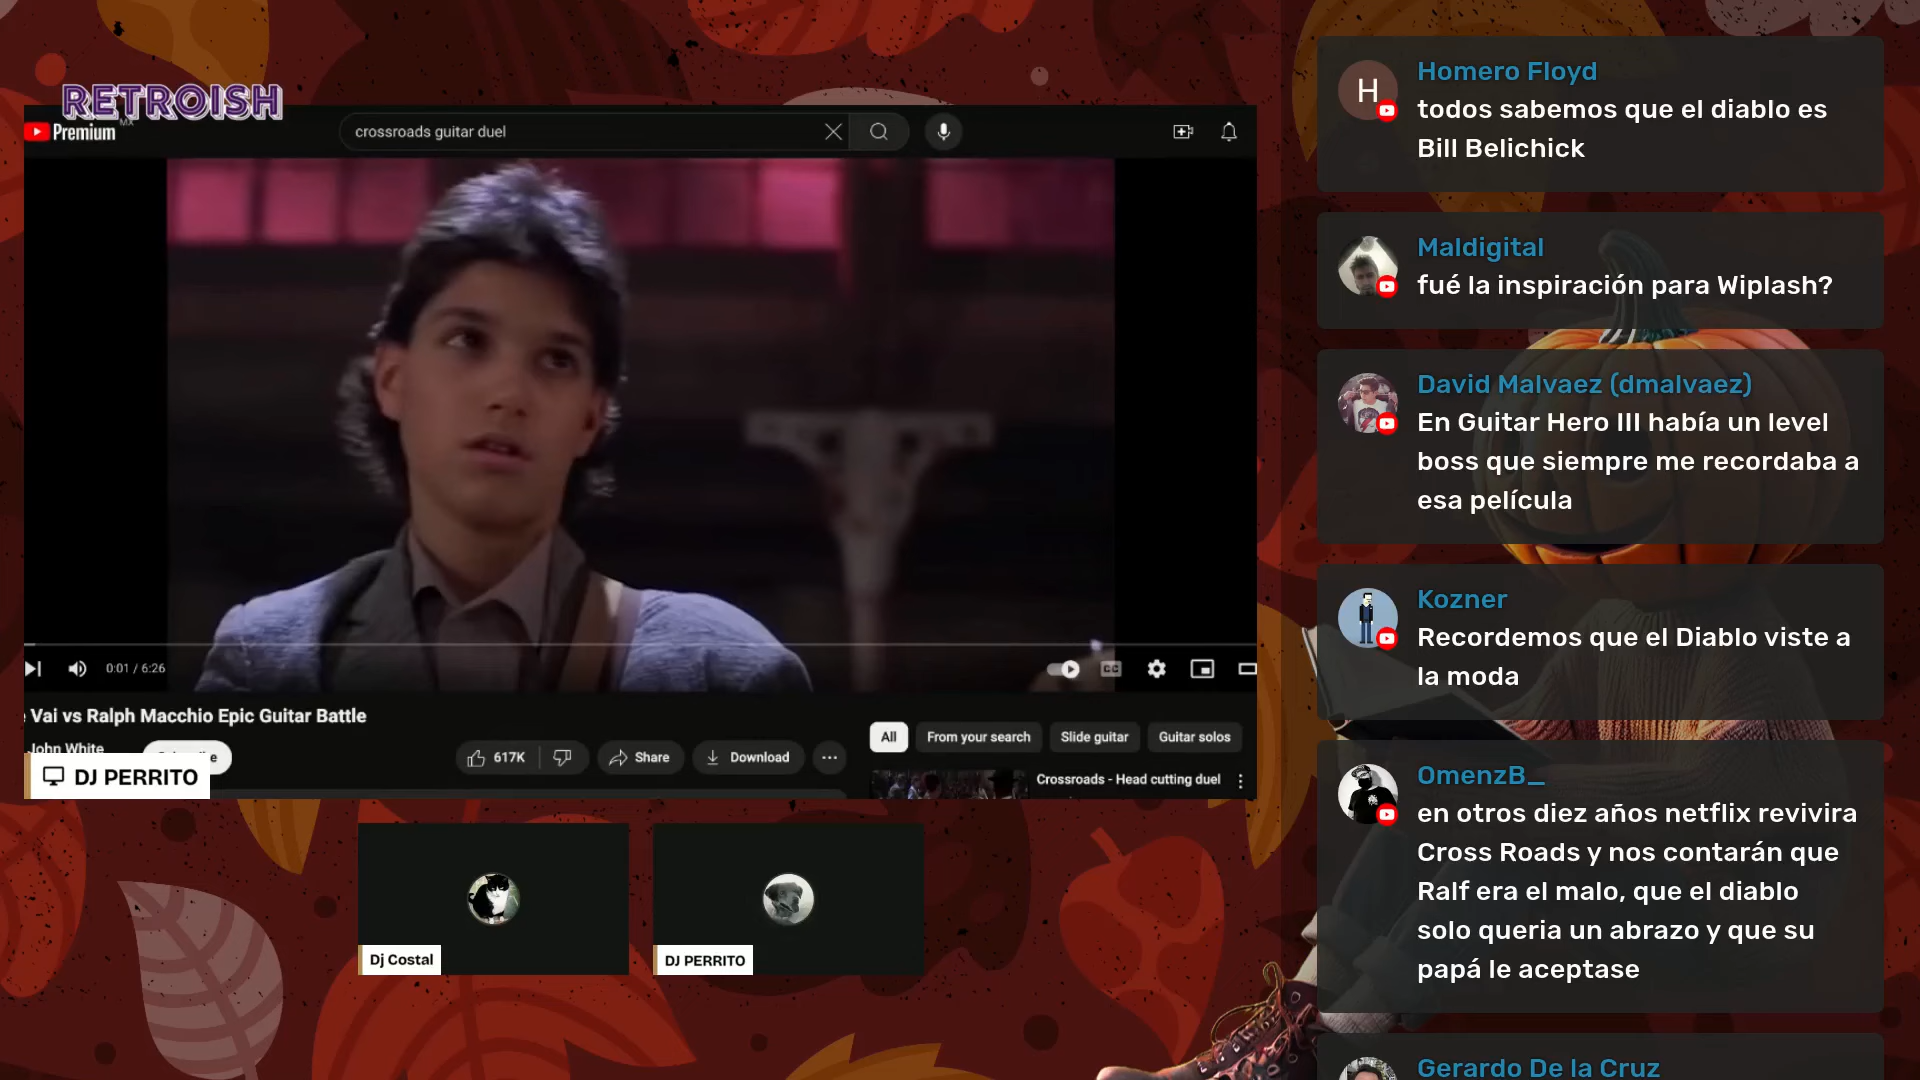 RETROISH
Premium MX
crossroads guitar duel
0:01 / 6:26
CC
Vai vs Ralph Macchio Epic Guitar Battle
John White
617K
Share
Download
All
From your search
Slide guitar
Guitar solos
Crossroads - Head cutting duel
DJ PERRITO
Dj Costal
DJ PERRITO
H
Homero Floyd
todos sabemos que el diablo es
Bill Belichick
Maldigital
fué la inspiración para Wiplash?
David Malvaez (dmalvaez)
En Guitar Hero III había un level
boss que siempre me recordaba a
esa película
Kozner
Recordemos que el Diablo viste a
la moda
OmenzB_
en otros diez años netflix revivira
Cross Roads y nos contarán que
Ralf era el malo, que el diablo
solo queria un abrazo y que su
papá le aceptase
Gerardo De la Cruz